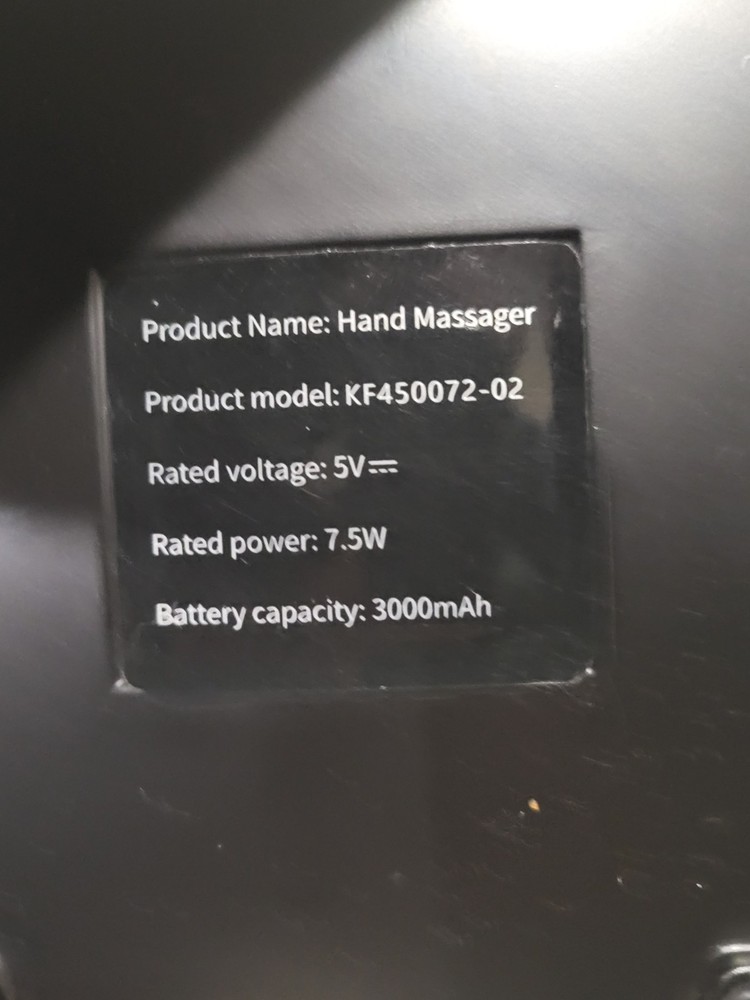 Product Name: Hand Massager
Product model: KF450072-02
Rated voltage: 5V⎓
Rated power: 7.5W
Battery capacity: 3000mAh